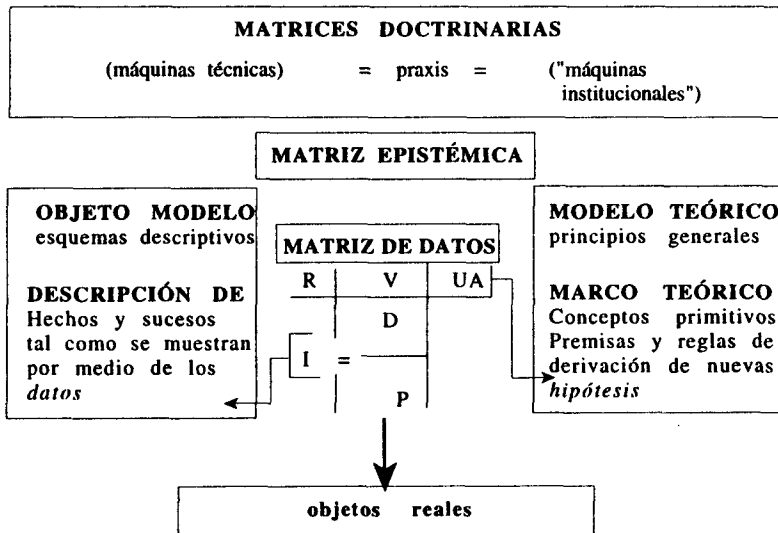 MATRICES DOCTRINARIAS
(máquinas técnicas) = praxis = ("máquinas
institucionales")
MATRIZ EPISTÉMICA
OBJETO MODELO
esquemas descriptivos
DESCRIPCIÓN DE
Hechos y sucesos
tal como se muestran
por medio de los
datos
MATRIZ DE DATOS
R V UA
D
I =
P
MODELO TEÓRICO
principios generales
MARCO TEÓRICO
Conceptos primitivos
Premisas y reglas de
derivación de nuevas
hipótesis
objetos reales